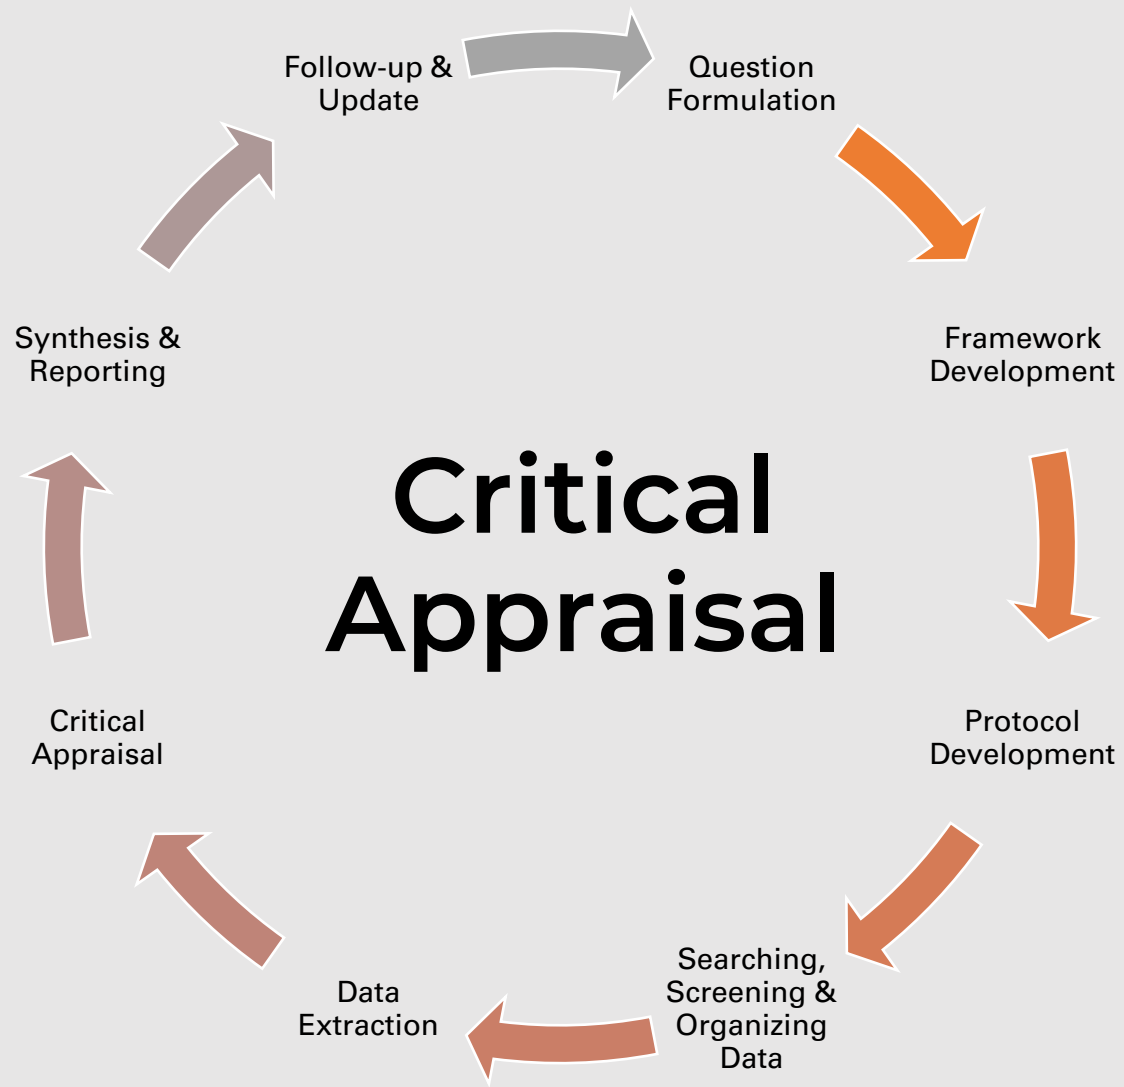 Follow-up &
Update
Question
Formulation
Framework
Development
Protocol
Development
Searching,
Screening &
Organizing
Data
Data
Extraction
Critical
Appraisal
Synthesis &
Reporting
Critical
Appraisal